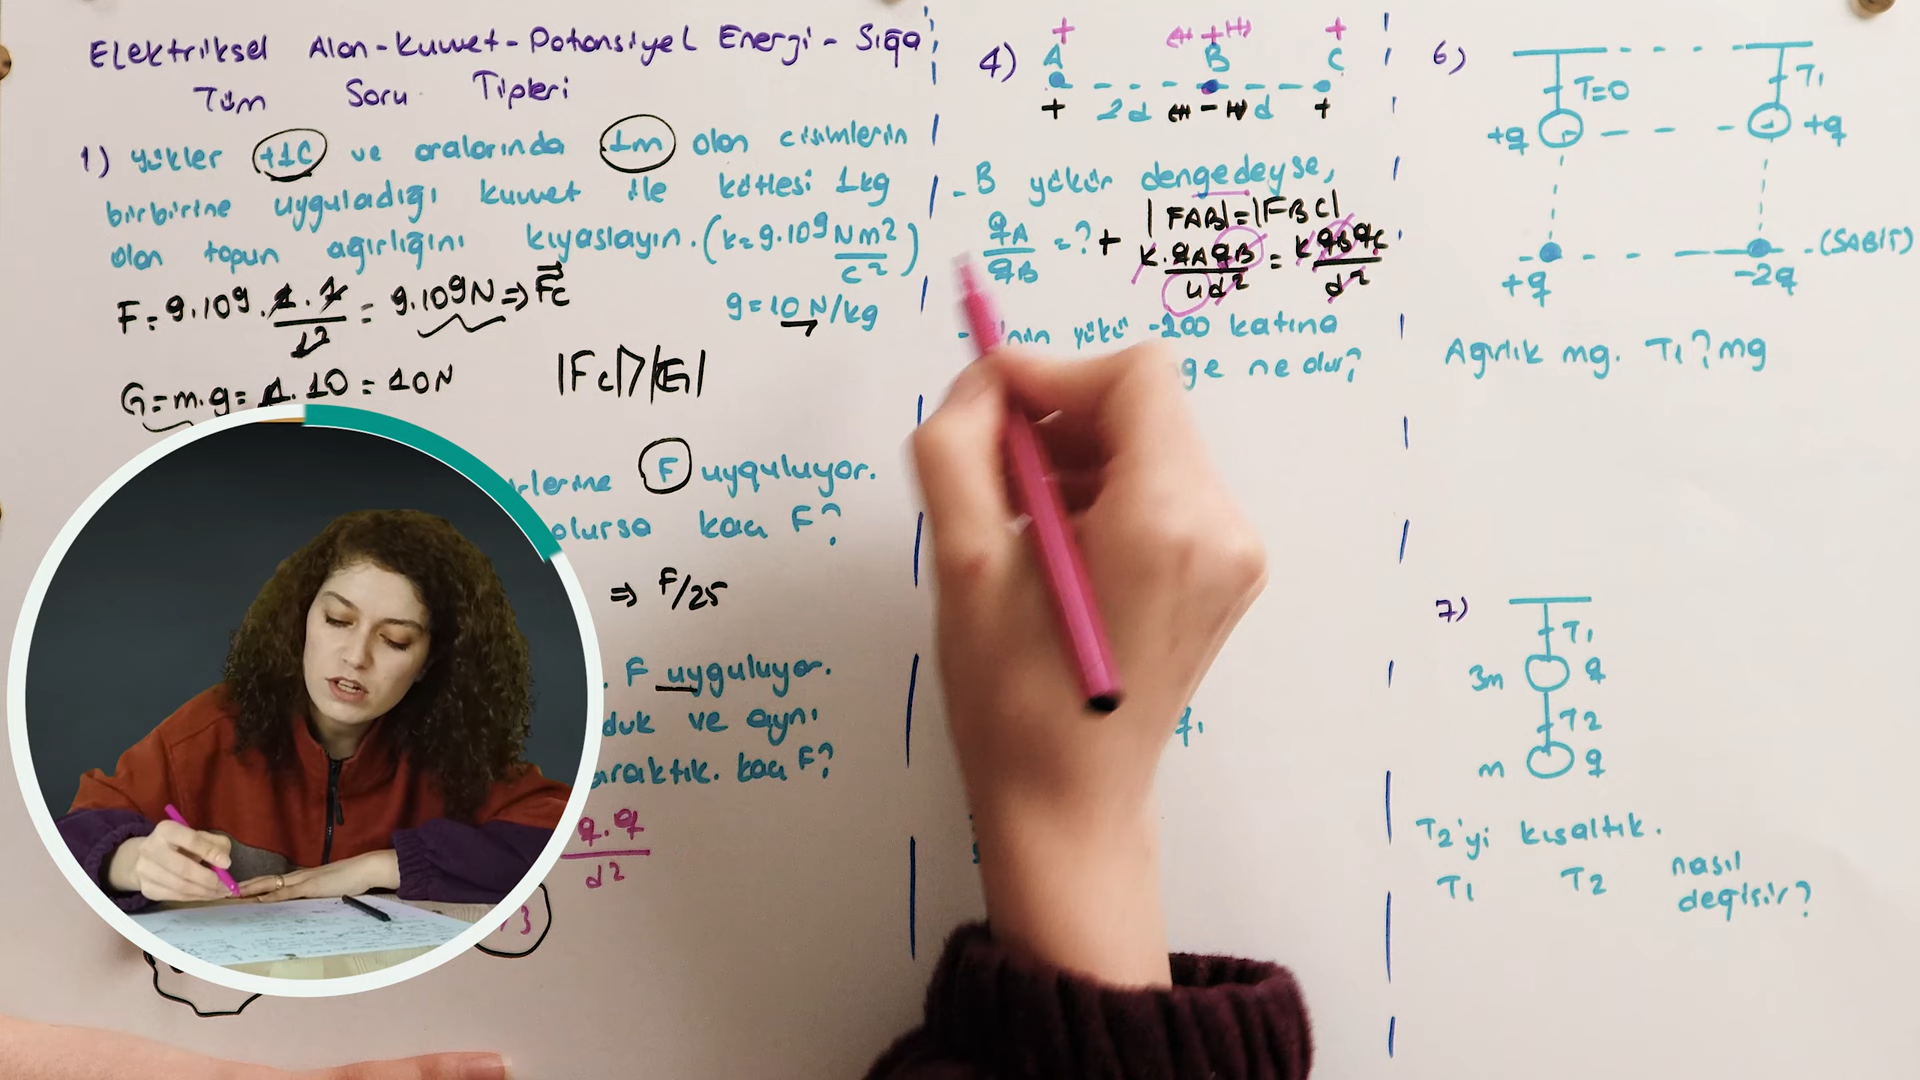 Elektriksel Alan-Kuvvet-Potansiyel Enerji-Sığa
Tüm Soru Tipleri
1) yükler +1C ve aralarında 1m olan cisimlerin
birbirine uyguladığı kuvvet ile kütlesi 1kg
olan topun ağırlığını kıyaslayın. (k=9.10⁹ Nm²/C²)
g=10 N/kg
F=9.10⁹.1.1/1² = 9.10⁹N ⇒ Fc
G=m.g=1.10=10N
|Fc|>|G|
F uyguluyor.
olursa kaç F?
⇒ F/25
F uyguluyor.
ve aynı
kaç F?
q.q/d²
4) + (+) + (+) +
A B C
+ 2d (+) - (+) d +
- B yükü dengedeyse,
qA/qB =? +
|FAB|=|FBC|
k.qAqB/4d² = k qBqC/d²
yükü -100 katına
ne olur?
6) T=0 T₁
+q +q
+q -2q (SABİT)
Ağırlık mg. T₁?mg
7) T₁
3m q
T2
m q
T2'yi kısalttık.
T1 T2 nasıl
değişir?